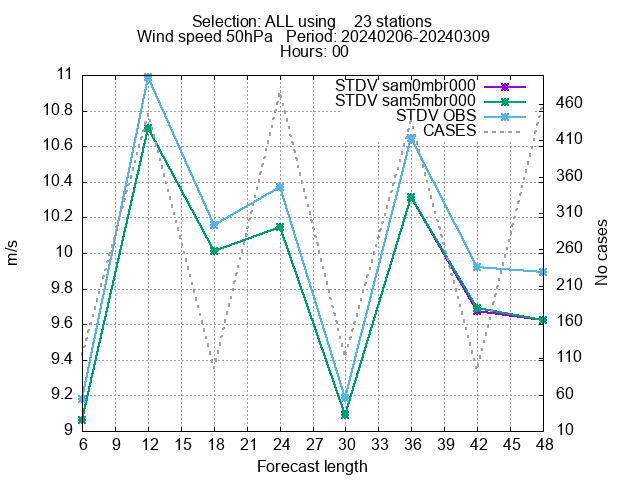 Selection: ALL using 23 stations
Wind speed 50hPa Period: 20240206-20240309
Hours: 00
STDV sam0mbr000
STDV sam5mbr000
STDV OBS
CASES
m/s
11
10.8
10.6
10.4
10.2
10
9.8
9.6
9.4
9.2
9
460
410
360
310
260
210
160
110
60
10
No cases
6 9 12 15 18 21 24 27 30 33 36 39 42 45 48
Forecast length